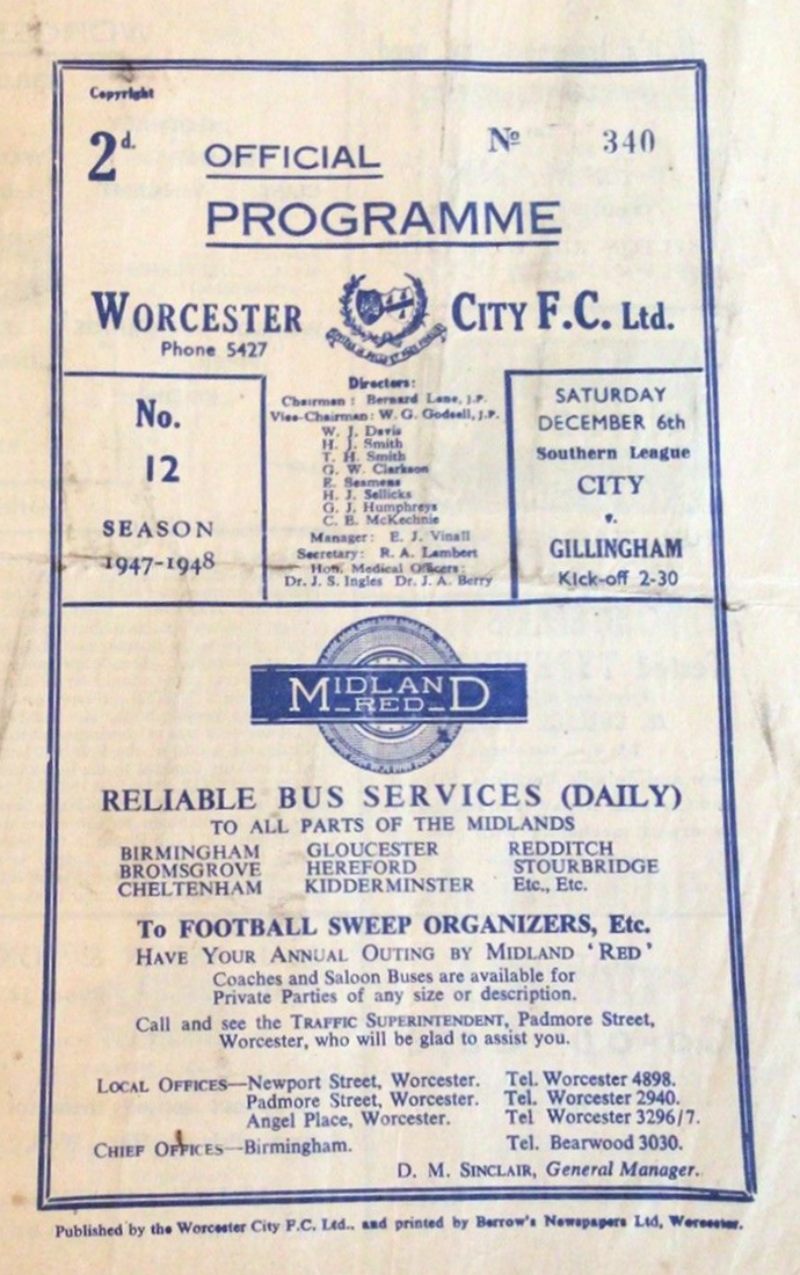 Copyright
2d.
OFFICIAL
PROGRAMME
No 340
WORCESTER CITY F.C. Ltd.
Phone 5427
No.
12
SEASON
1947-1948
Directors:
Chairman : Bernard Lane, J.P.
Vice-Chairman: W. G. Godsell, J.P.
W. J. Davis
H. J. Smith
T. H. Smith
G. W. Clarkson
E. Seamens
H. J. Sellicks
G. J. Humphreys
C. E. McKechnie
Manager: E. J. Vinall
Secretary: R. A. Lambert
Hon. Medical Officers:
Dr. J. S. Ingles Dr. J. A. Berry
SATURDAY
DECEMBER 6th
Southern League
CITY
v.
GILLINGHAM
Kick-off 2-30
MIDLAND
RED
RELIABLE BUS SERVICES (DAILY)
TO ALL PARTS OF THE MIDLANDS
BIRMINGHAM GLOUCESTER REDDITCH
BROMSGROVE HEREFORD STOURBRIDGE
CHELTENHAM KIDDERMINSTER Etc., Etc.
To FOOTBALL SWEEP ORGANIZERS, Etc.
HAVE YOUR ANNUAL OUTING BY MIDLAND 'RED'
Coaches and Saloon Buses are available for
Private Parties of any size or description.
Call and see the TRAFFIC SUPERINTENDENT, Padmore Street,
Worcester, who will be glad to assist you.
LOCAL OFFICES—Newport Street, Worcester. Tel. Worcester 4898.
Padmore Street, Worcester. Tel. Worcester 2940.
Angel Place, Worcester. Tel Worcester 3296/7.
CHIEF OFFICES—Birmingham. Tel. Bearwood 3030.
D. M. SINCLAIR, General Manager.
Published by the Worcester City F.C. Ltd., and printed by Berrow's Newspapers Ltd, Worcester.